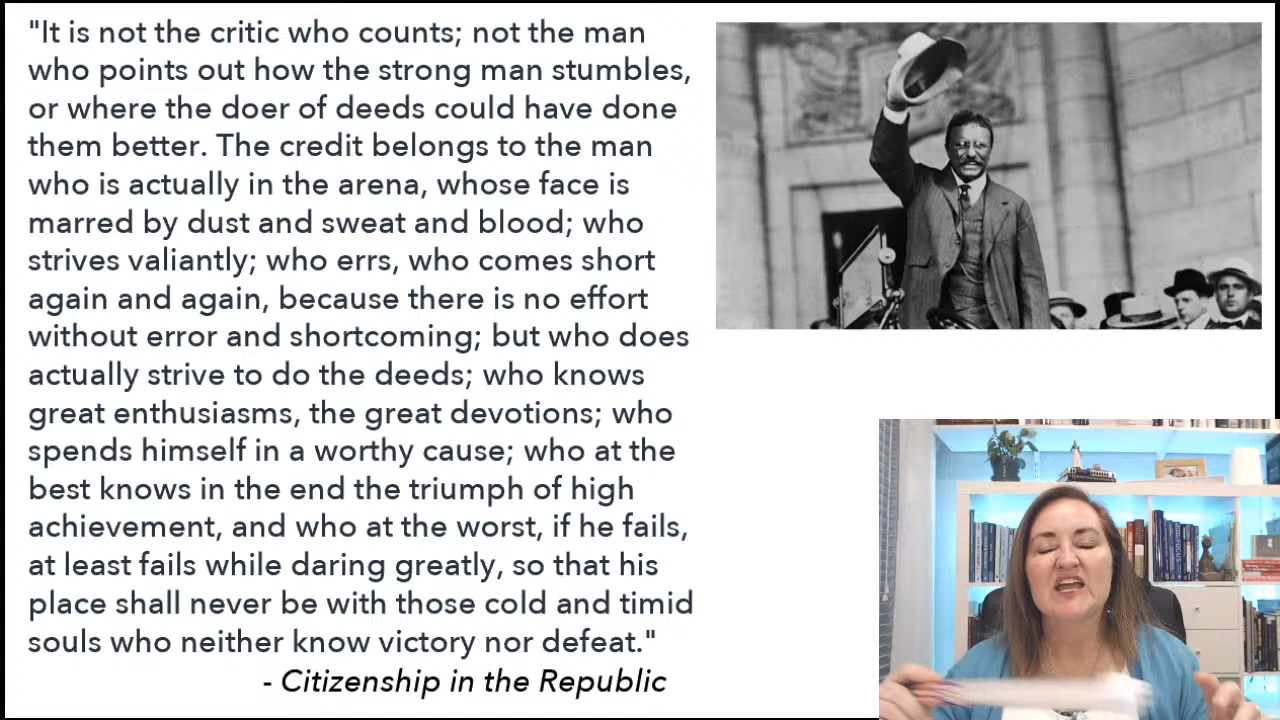 "It is not the critic who counts; not the man
who points out how the strong man stumbles,
or where the doer of deeds could have done
them better. The credit belongs to the man
who is actually in the arena, whose face is
marred by dust and sweat and blood; who
strives valiantly; who errs, who comes short
again and again, because there is no effort
without error and shortcoming; but who does
actually strive to do the deeds; who knows
great enthusiasms, the great devotions; who
spends himself in a worthy cause; who at the
best knows in the end the triumph of high
achievement, and who at the worst, if he fails,
at least fails while daring greatly, so that his
place shall never be with those cold and timid
souls who neither know victory nor defeat."
- Citizenship in the Republic